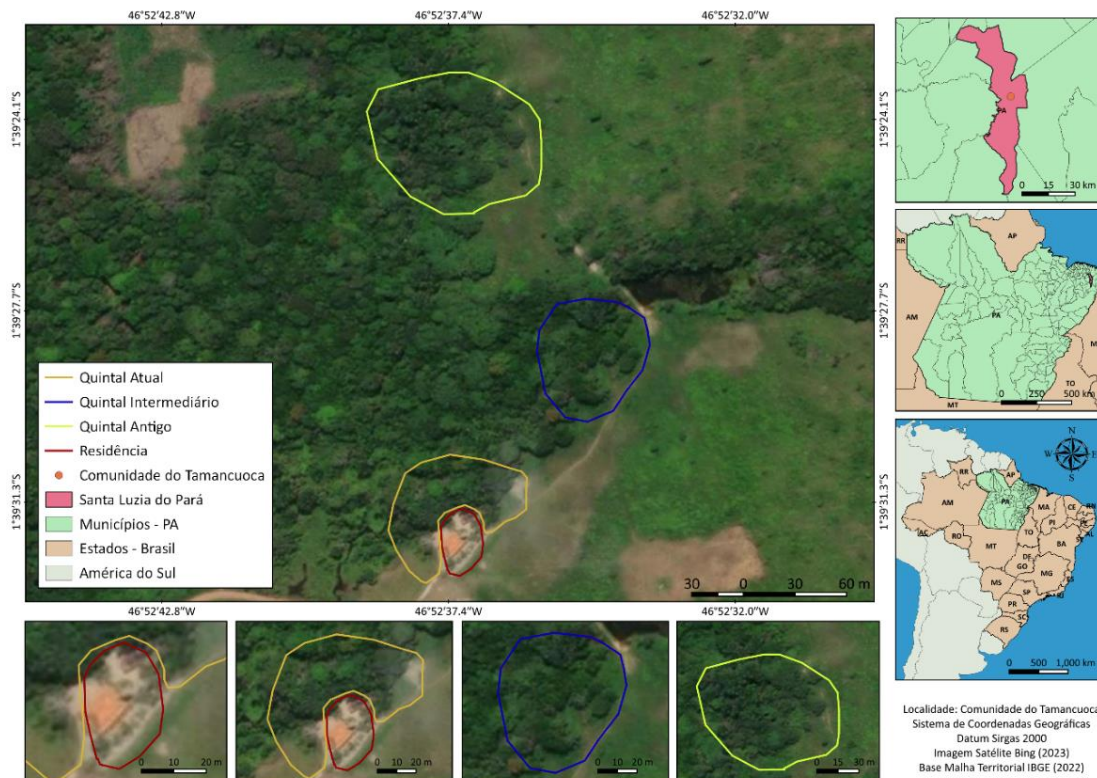 46°52'42.8"W 46°52'37.4"W 46°52'32.0"W
1°39'24.1"S
1°39'27.7"S
1°39'31.3"S
1°39'24.1"S
1°39'27.7"S
1°39'31.3"S
Quintal Atual
Quintal Intermediário
Quintal Antigo
Residência
Comunidade do Tamancuoca
Santa Luzia do Pará
Municípios - PA
Estados - Brasil
América do Sul
30 0 30 60 m
46°52'42.8"W 46°52'37.4"W 46°52'32.0"W
0 10 20 m
0 10 20 m
0 10 20 m
0 15 30 m
PA
0 15 30 km
RR
AP
AM
PA
M
TO
MT
0 250 500 km
N
W E
S
RR
AP
AM
PA
MA
CE
RN
PI
PE
AC
TO
AL
SE
RO
BA
MT
DF
GO
MG
MS
ES
SP
RJ
PR
SC
RS
0 500 1,000 km
Localidade: Comunidade do Tamancuoca
Sistema de Coordenadas Geográficas
Datum Sirgas 2000
Imagem Satélite Bing (2023)
Base Malha Territorial IBGE (2022)